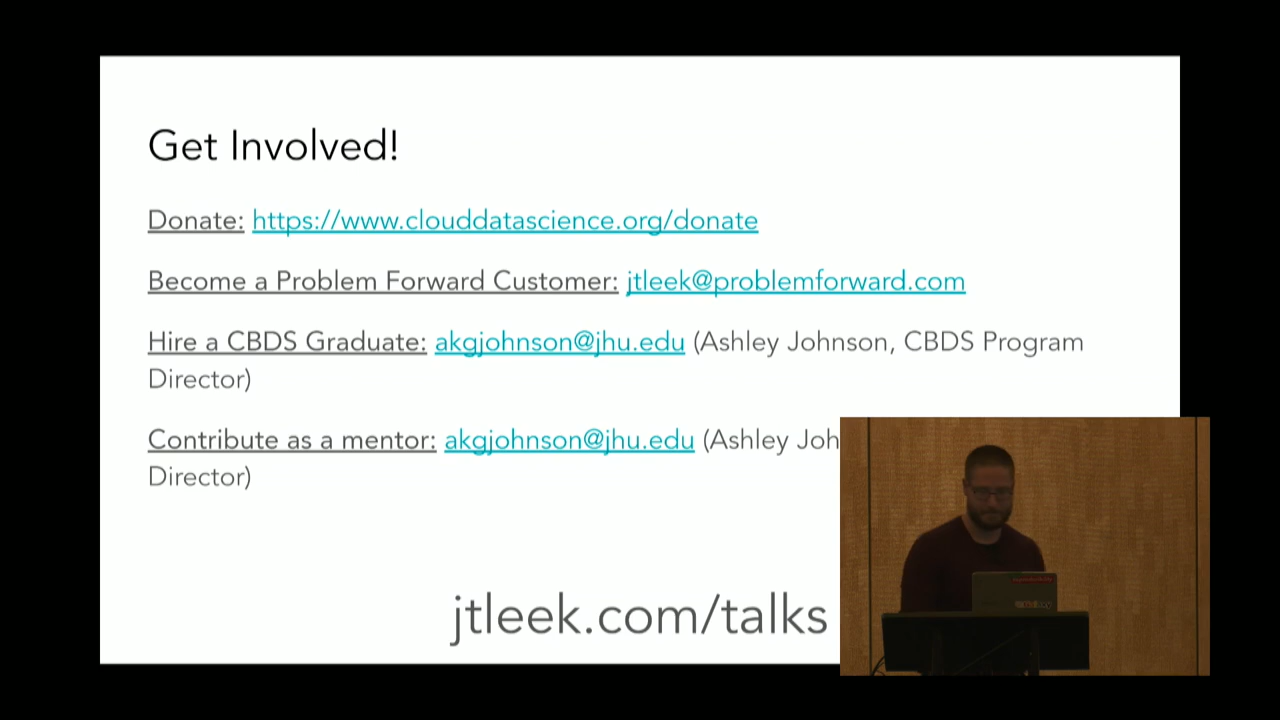 Get Involved!
Donate: https://www.clouddatascience.org/donate
Become a Problem Forward Customer: jtleek@problemforward.com
Hire a CBDS Graduate: akgjohnson@jhu.edu (Ashley Johnson, CBDS Program
Director)
Contribute as a mentor: akgjohnson@jhu.edu (Ashley Joh
Director)
jtleek.com/talks